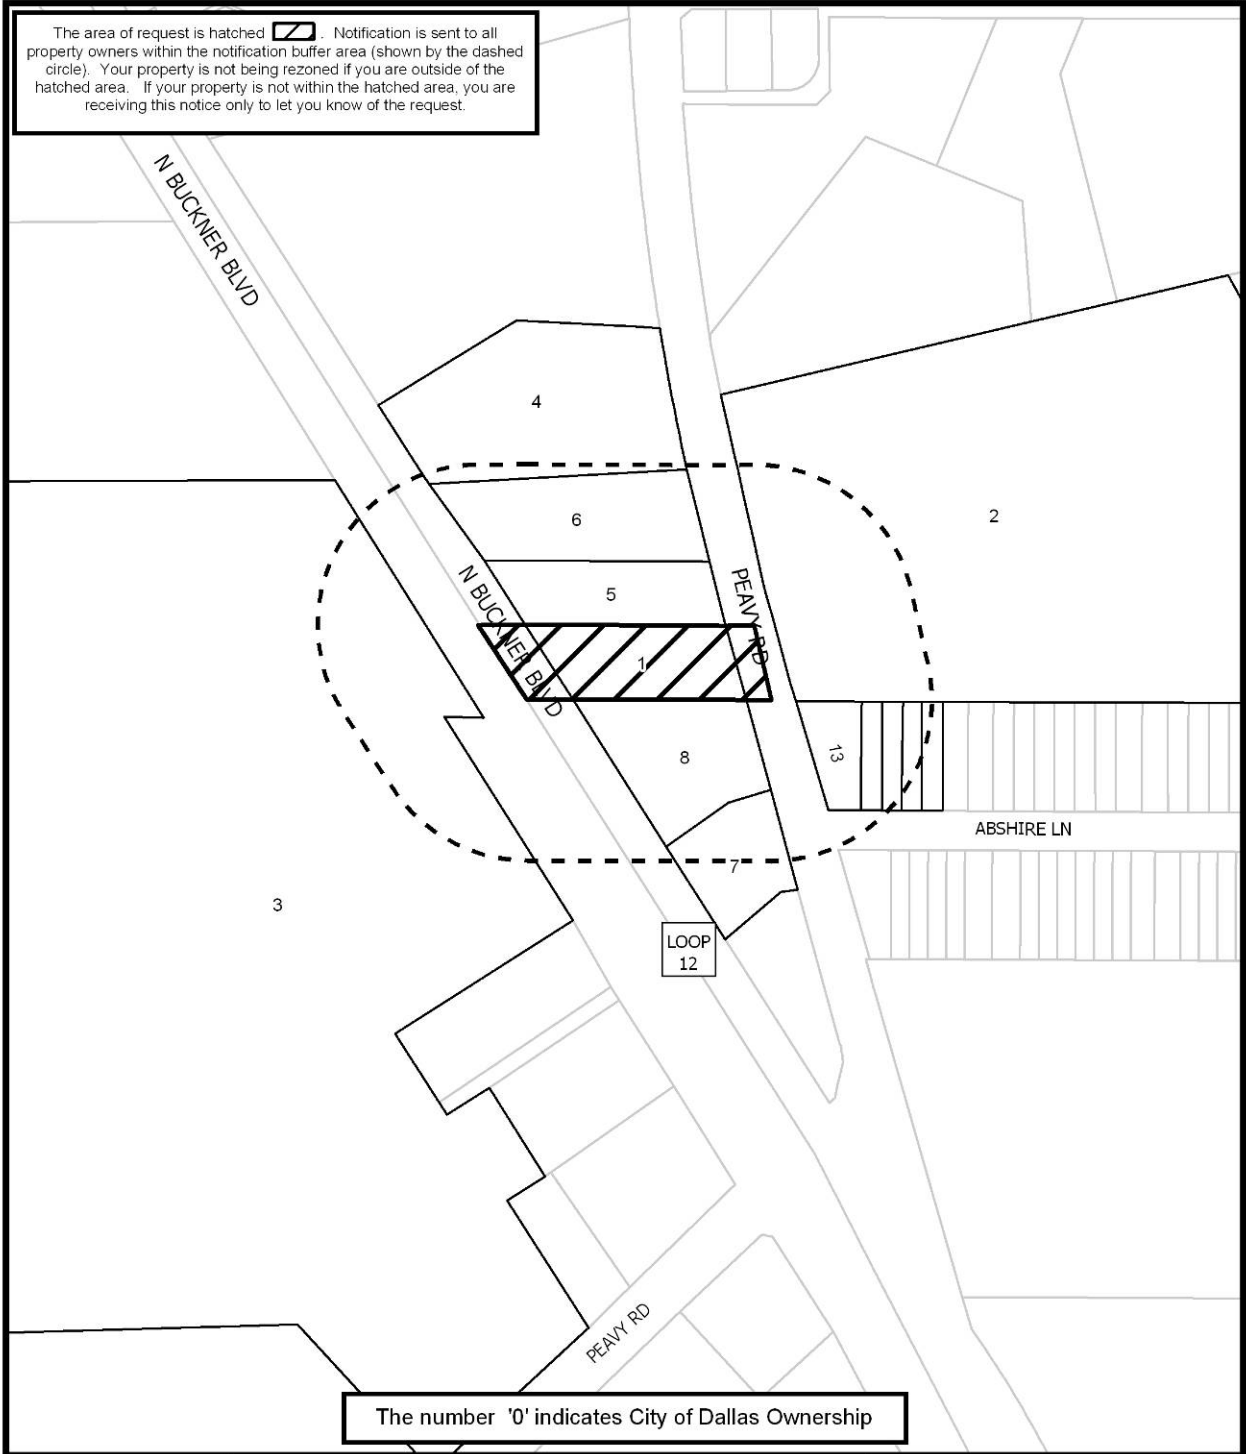 The area of request is hatched . Notification is sent to all
property owners within the notification buffer area (shown by the dashed
circle). Your property is not being rezoned if you are outside of the
hatched area. If your property is not within the hatched area, you are
receiving this notice only to let you know of the request.
N BUCKNER BLVD
4
6
2
5
N BUCKNER BLVD
PEAVY RD
1
8
13
ABSHIRE LN
7
3
LOOP
12
PEAVY RD
The number '0' indicates City of Dallas Ownership